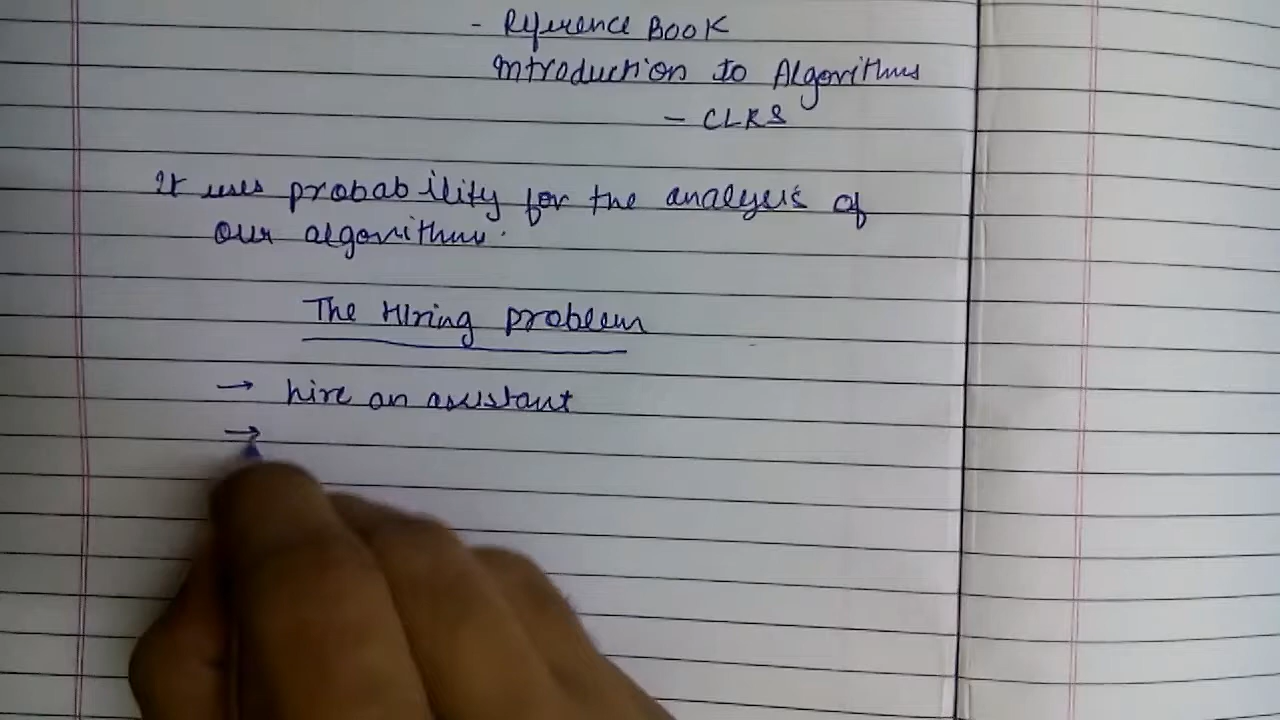 - Reference Book
Introduction to Algorithms
- CLRS
It uses probability for the analysis of
our algorithm.
The Hiring problem
→ hire an assistant
→